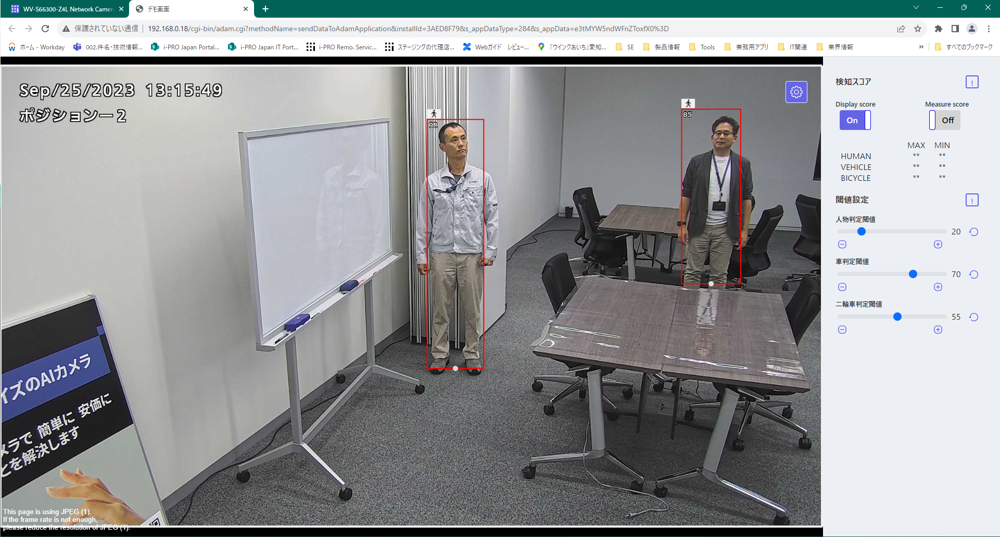 WV-S66300-Z4L Network Camera
デモ画面
保護されていない通信
192.168.0.18/cgi-bin/adam.cgi?methodName=sendDataToAdamApplication&installId=3AED8F79&s_appDataType=284&s_appData=e3tMYW5ndWFnZToxfX0%3D
ホーム - Workday
002.件名・技術情報...
i-PRO Japan Portal...
i-PRO Japan IT Port...
i-PRO Remo. Servic...
ステージングの代理店...
Webガイド レビュー...
「ウインクあいち」愛知...
SE
製品情報
Tools
業務用アプリ
IT関連
業界情報
»
すべてのブックマーク
Sep/25/2023 13:15:49
ポジションー2
92
85
イズのAIカメラ
メラで 簡単に 安価に
とを解決します
This page is using JPEG (1).
If the frame rate is not enough,
please reduce the resolution of JPEG (1).
検知スコア
!
Display score Measure score
On Off
MAX MIN
HUMAN ** **
VEHICLE ** **
BICYCLE ** **
閾値設定
!
人物判定閾値
20
車判定閾値
70
二輪車判定閾値
55